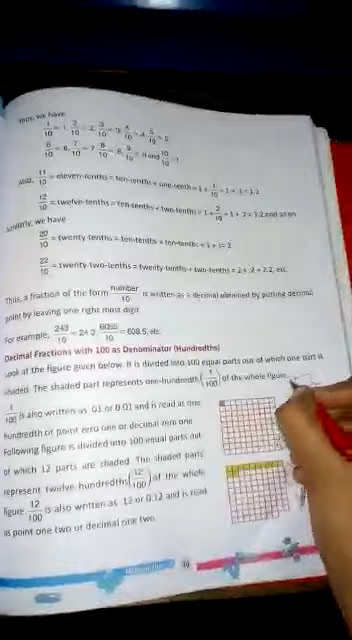 Thus, we have
1/10 = .1, 2/10 = .2, 3/10 = .3, 4/10 = .4, 5/10 = .5
6/10 = .6, 7/10 = .7, 8/10 = .8, 9/10 = .9 and 10/10 = 1
Also, 11/10 = eleven-tenths = ten-tenths + one-tenth = 1 + 1/10 = 1 + .1 = 1.1
12/10 = twelve-tenths = ten-tenths + two-tenths = 1 + 2/10 = 1 + .2 = 1.2 and so on
Similarly, we have
20/10 = twenty-tenths = ten-tenths + ten-tenths = 1 + 1 = 2
22/10 = twenty-two-tenths = twenty-tenths + two-tenths = 2 + .2 = 2.2, etc.
Thus, a fraction of the form number/10 is written as a decimal obtained by putting decimal
point by leaving one right most digit
For example, 243/10 = 24.3, 6085/10 = 608.5, etc.
Decimal Fractions with 100 as Denominator (Hundredths)
Look at the figure given below. It is divided into 100 equal parts out of which one part is
shaded. The shaded part represents one-hundredth (1/100) of the whole figure.
1/100 is also written as .01 or 0.01 and is read as one
hundredth or point zero one or decimal zero one
Following figure is divided into 100 equal parts out
of which 12 parts are shaded. The shaded parts
represent twelve-hundredths (12/100) of the whole
figure. 12/100 is also written as .12 or 0.12 and is read
as point one two or decimal one two.